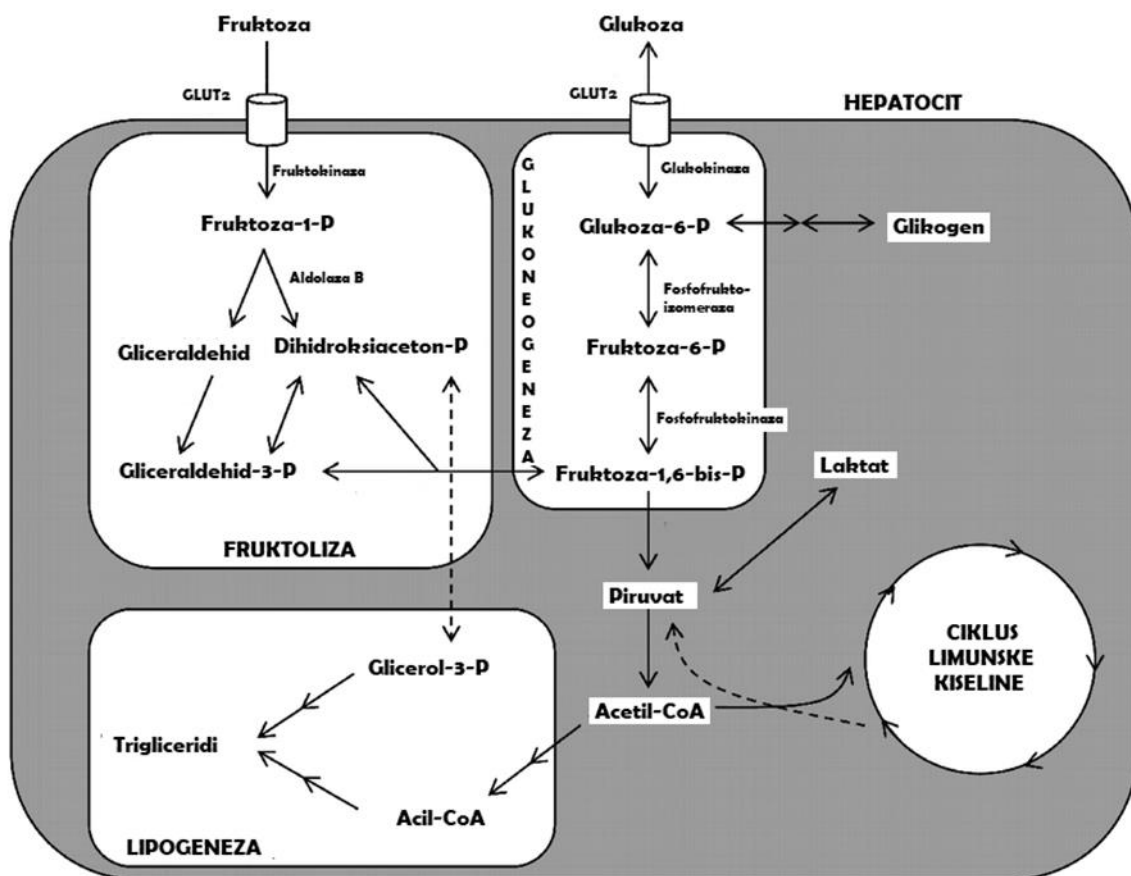 Fruktoza
Glukoza
GLUT2
GLUT2
HEPATOCIT
Fruktokinaza
Fruktoza-1-P
Aldolaza B
Gliceraldehid
Dihidroksiaceton-P
Gliceraldehid-3-P
FRUKTOLIZA
GLUKONEOGENEZA
Glukokinaza
Glukoza-6-P
Glikogen
Fosfofrukto-
izomeraza
Fruktoza-6-P
Fosfofruktokinaza
Fruktoza-1,6-bis-P
Laktat
Piruvat
Acetil-CoA
CIKLUS
LIMUNSKE
KISELINE
Glicerol-3-P
Trigliceridi
Acil-CoA
LIPOGENEZA